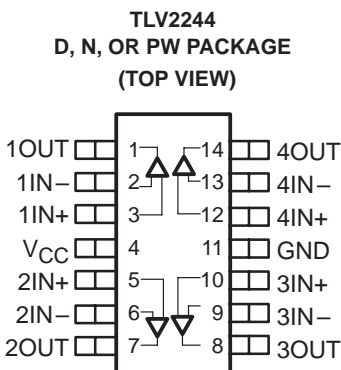 TLV2244
D, N, OR PW PACKAGE
(TOP VIEW)
1OUT 1 14 4OUT
1IN− 2 13 4IN−
1IN+ 3 12 4IN+
VCC 4 11 GND
2IN+ 5 10 3IN+
2IN− 6 9 3IN−
2OUT 7 8 3OUT